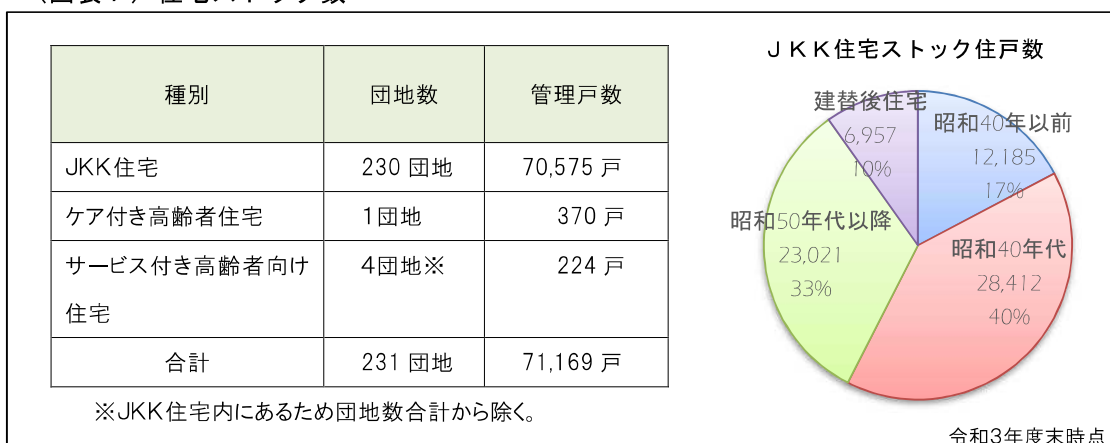 種別 団地数 管理戸数
JKK住宅 230 団地 70,575 戸
ケア付き高齢者住宅 1団地 370 戸
サービス付き高齢者向け 4団地※ 224 戸
住宅
合計 231 団地 71,169 戸
※JKK住宅内にあるため団地数合計から除く。
JKK住宅ストック住戸数
建替後住宅
6,957
10%
昭和40年以前
12,185
17%
昭和50年代以降
23,021
33%
昭和40年代
28,412
40%
令和3年度末時点